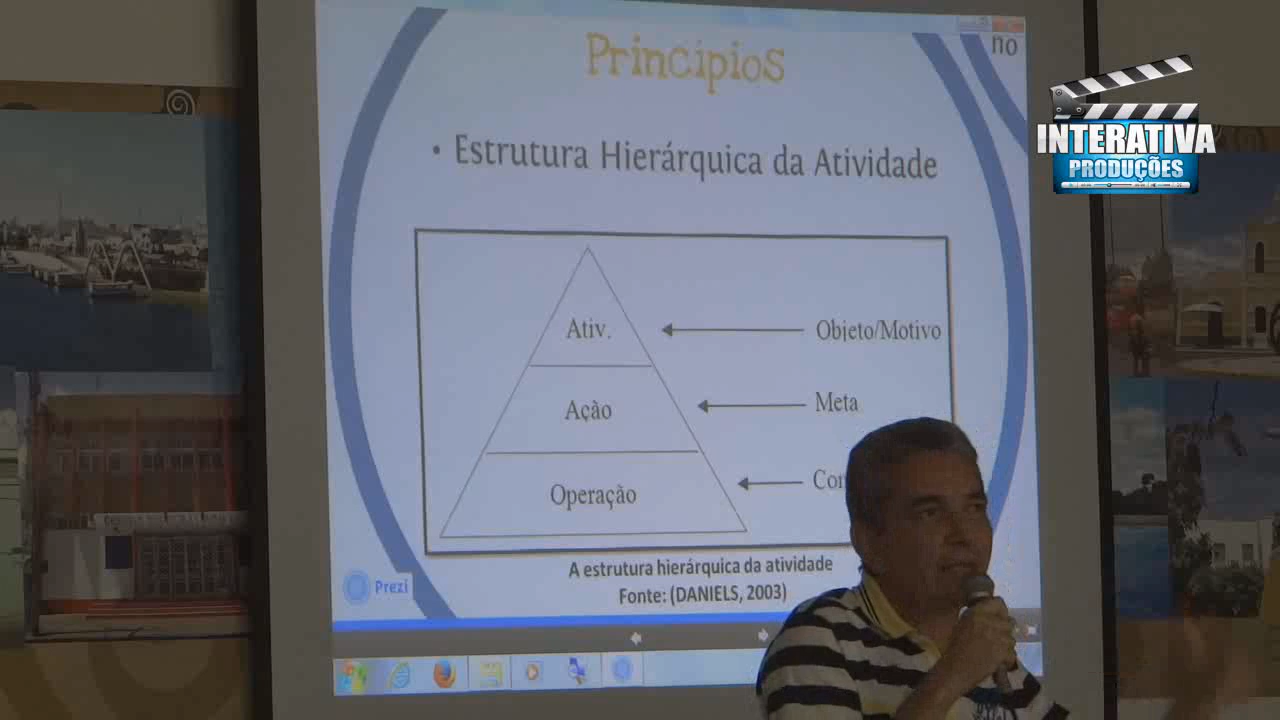 no
Princípios
INTERATIVA
PRODUÇÕES
• Estrutura Hierárquica da Atividade
Ativ.
Objeto/Motivo
Ação
Meta
Operação
A estrutura hierárquica da atividade
Fonte: (DANIELS, 2003)
Prezi